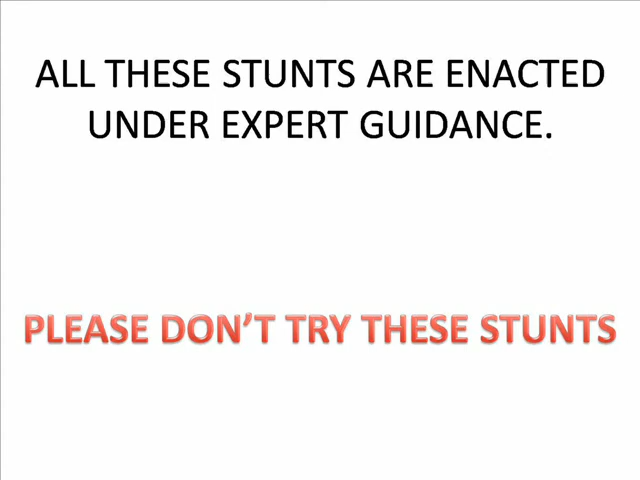 ALL THESE STUNTS ARE ENACTED
UNDER EXPERT GUIDANCE.
PLEASE DON’T TRY THESE STUNTS